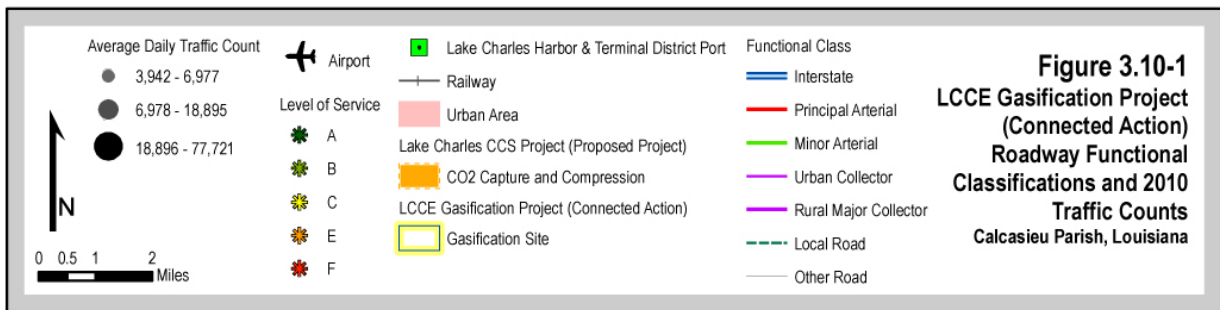 Average Daily Traffic Count
3,942 - 6,977
6,978 - 18,895
18,896 - 77,721
N
0 0.5 1 2
Miles
Airport
Level of Service
A
B
C
E
F
Lake Charles Harbor & Terminal District Port
Railway
Urban Area
Lake Charles CCS Project (Proposed Project)
CO2 Capture and Compression
LCCE Gasification Project (Connected Action)
Gasification Site
Functional Class
Interstate
Principal Arterial
Minor Arterial
Urban Collector
Rural Major Collector
Local Road
Other Road
Figure 3.10-1
LCCE Gasification Project
(Connected Action)
Roadway Functional
Classifications and 2010
Traffic Counts
Calcasieu Parish, Louisiana